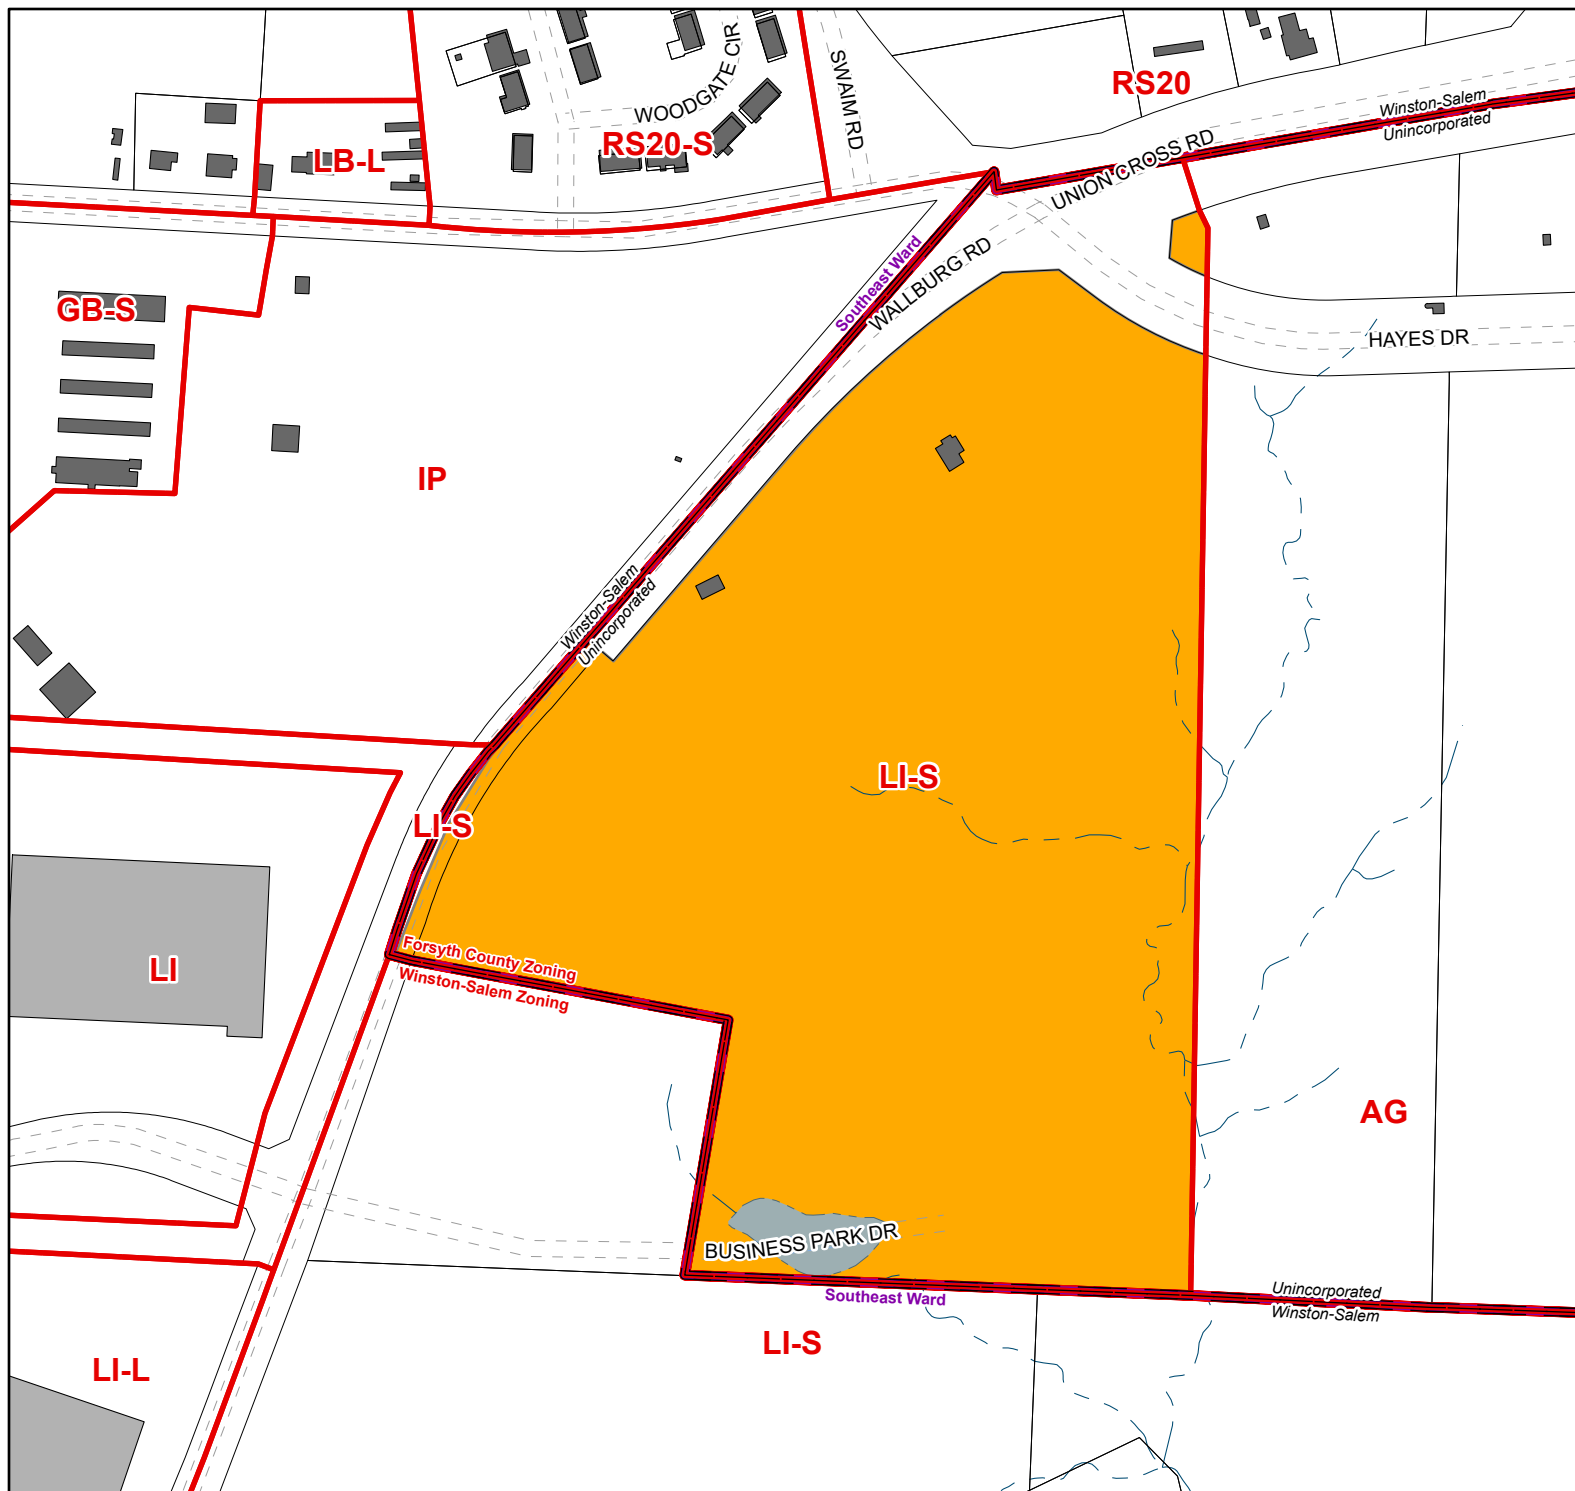 WOODGATE CIR
SWAIM RD
RS20
Winston-Salem
Unincorporated
LB-L
RS20-S
UNION CROSS RD
Southeast Ward
WALLBURG RD
GB-S
HAYES DR
IP
Winston-Salem
Unincorporated
LI-S
LI-S
Forsyth County Zoning
Winston-Salem Zoning
LI
AG
BUSINESS PARK DR
Southeast Ward
Unincorporated
Winston-Salem
LI-S
LI-L